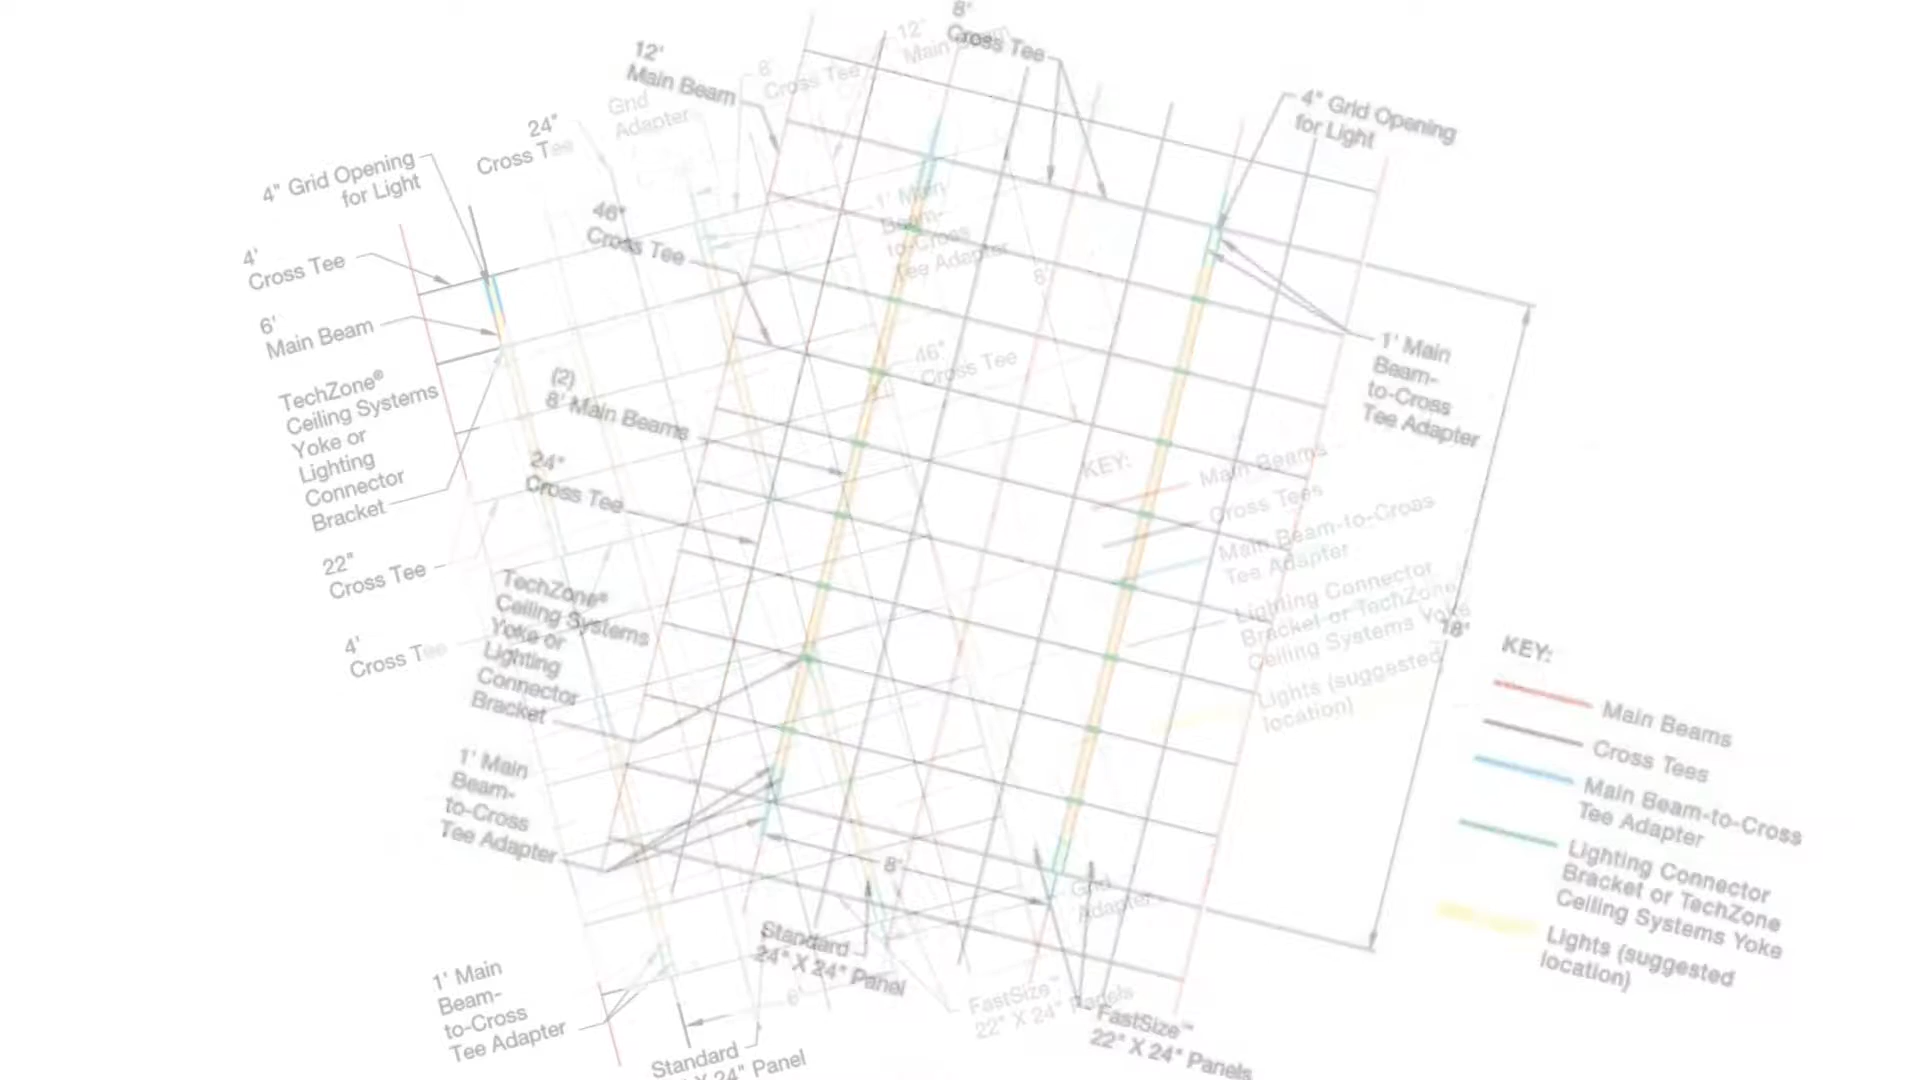 8'
Cross Tee
12'
Main Beam
12'
Main Beam
8'
Cross Tee
4" Grid Opening
for Light
Grid
Adapter
24"
Cross Tee
4" Grid Opening
for Light
46"
Cross Tee
1' Main
Beam-
to-Cross
Tee Adapter
4'
Cross Tee
8'
6'
Main Beam
1' Main
Beam-
to-Cross
Tee Adapter
46"
Cross Tee
TechZone®
Ceiling Systems
Yoke or
Lighting
Connector
Bracket
(2)
8' Main Beams
24"
Cross Tee
KEY:
Main Beams
Cross Tees
Main Beam-to-Cross
Tee Adapter
Lighting Connector
Bracket or TechZone
Ceiling Systems Yoke
Lights (suggested
location)
22"
Cross Tee
TechZone®
Ceiling Systems
Yoke or
Lighting
Connector
Bracket
18'
4'
Cross Tee
KEY:
Main Beams
Cross Tees
Main Beam-to-Cross
Tee Adapter
Lighting Connector
Bracket or TechZone
Ceiling Systems Yoke
Lights (suggested
location)
1' Main
Beam-
to-Cross
Tee Adapter
8'
Grid
Adapter
Standard
24" X 24" Panel
1' Main
Beam-
to-Cross
Tee Adapter
6'
FastSize™
22" X 24" Panels
FastSize™
22" X 24" Panels
Standard
X 24" Panel